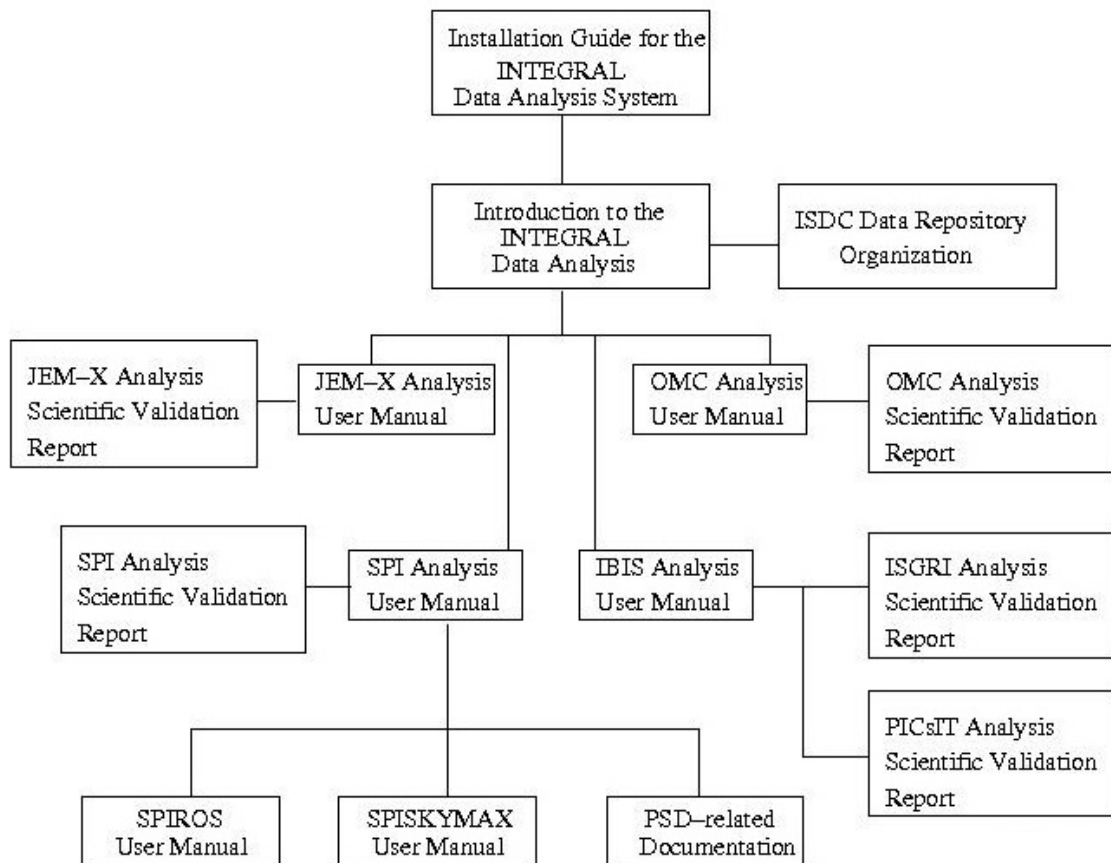 Installation Guide for the
INTEGRAL
Data Analysis System
Introduction to the
INTEGRAL
Data Analysis
ISDC Data Repository
Organization
JEM–X Analysis
Scientific Validation
Report
JEM–X Analysis
User Manual
OMC Analysis
User Manual
OMC Analysis
Scientific Validation
Report
SPI Analysis
Scientific Validation
Report
SPI Analysis
User Manual
IBIS Analysis
User Manual
ISGRI Analysis
Scientific Validation
Report
PICsIT Analysis
Scientific Validation
Report
SPIROS
User Manual
SPISKYMAX
User Manual
PSD–related
Documentation